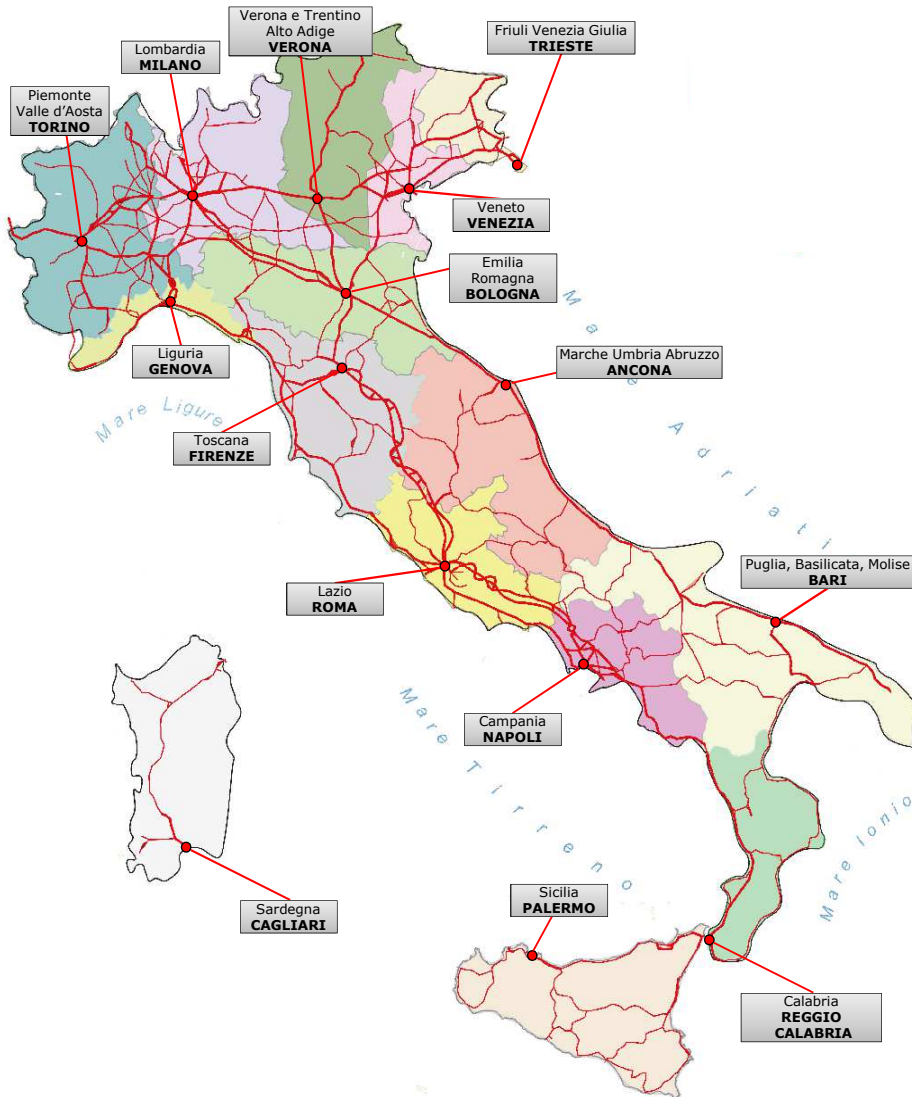 Verona e Trentino
Alto Adige
VERONA
Friuli Venezia Giulia
TRIESTE
Lombardia
MILANO
Piemonte
Valle d'Aosta
TORINO
Veneto
VENEZIA
Emilia
Romagna
BOLOGNA
Liguria
GENOVA
Marche Umbria Abruzzo
ANCONA
Mare Ligure
Toscana
FIRENZE
Mare Adriati
Lazio
ROMA
Puglia, Basilicata, Molise
BARI
Campania
NAPOLI
Mare Tirreno
Mare Ionio
Sardegna
CAGLIARI
Sicilia
PALERMO
Calabria
REGGIO
CALABRIA